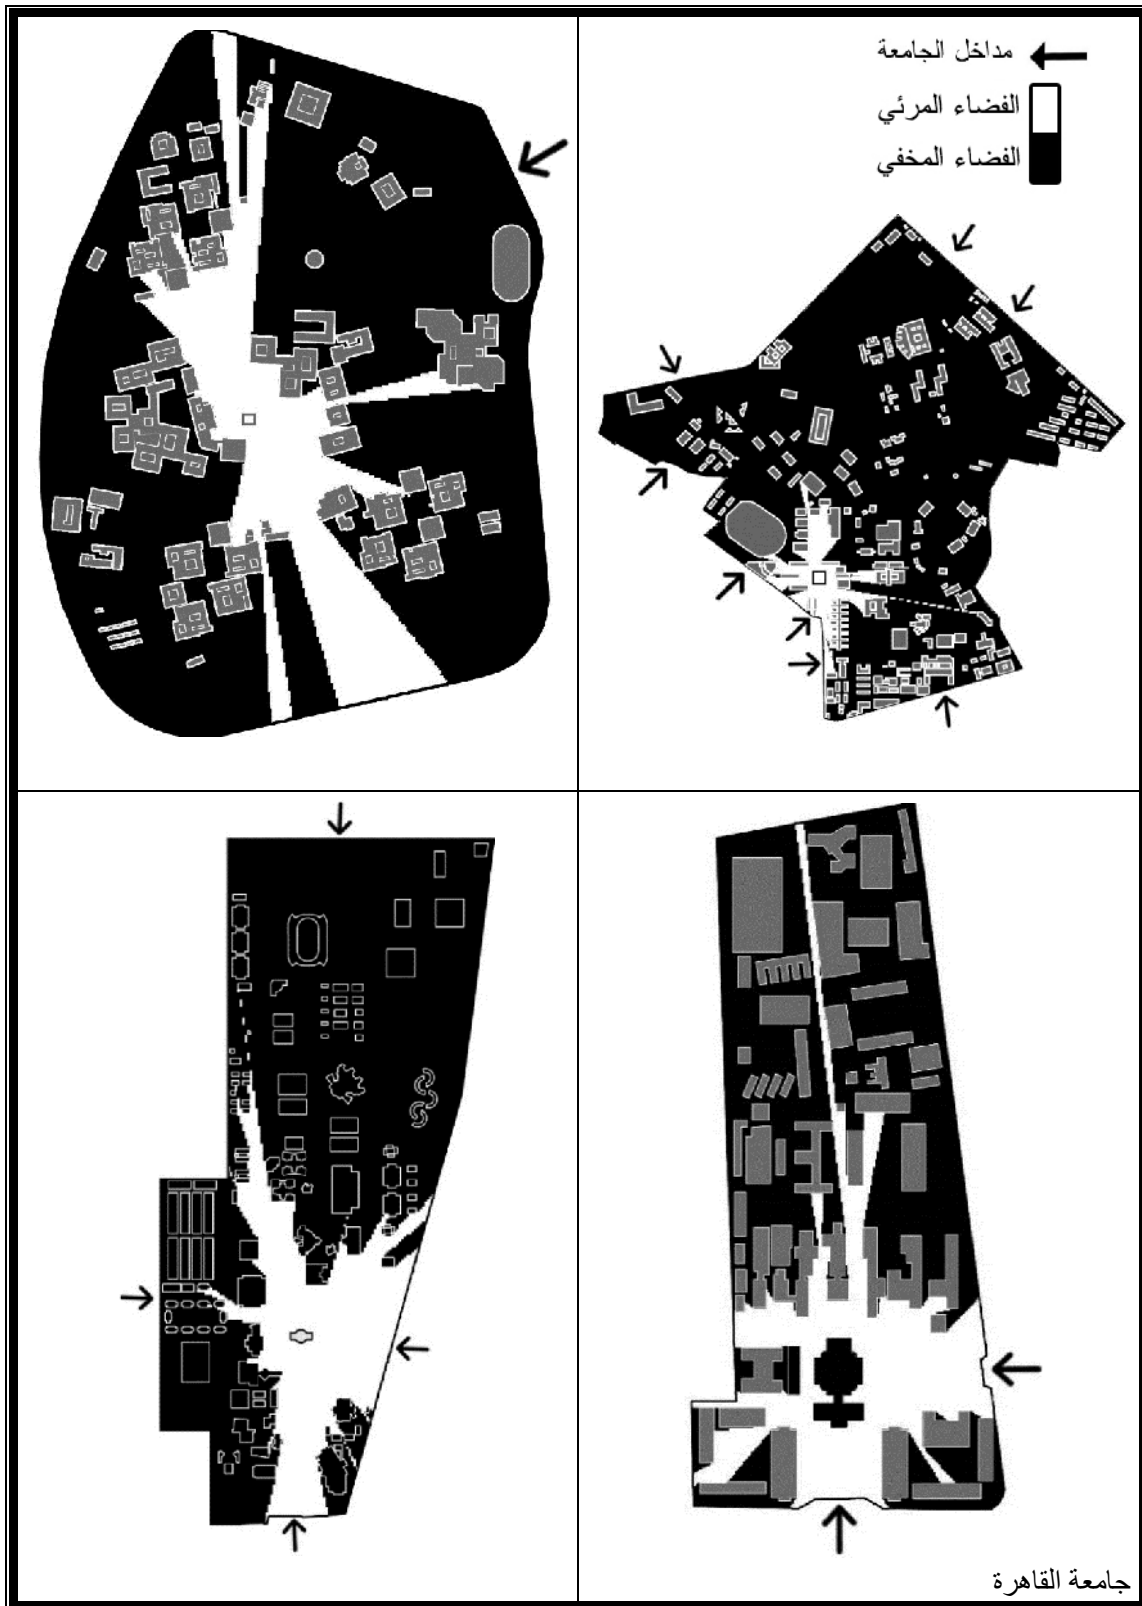 مداخل الجامعة
الفضاء المرئي
الفضاء المخفي
جامعة القاهرة